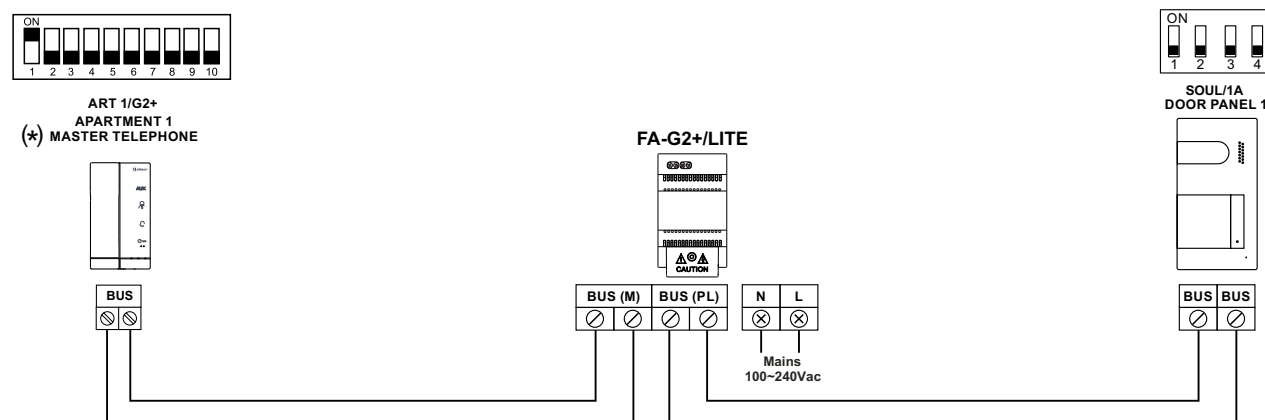 ON
1 2 3 4 5 6 7 8 9 10
ART 1/G2+
APARTMENT 1
(*) MASTER TELEPHONE
BUS
FA-G2+/LITE
CAUTION
BUS (M) BUS (PL) N L
Mains
100~240Vac
ON
1 2 3 4
SOUL/1A
DOOR PANEL 1
BUS BUS